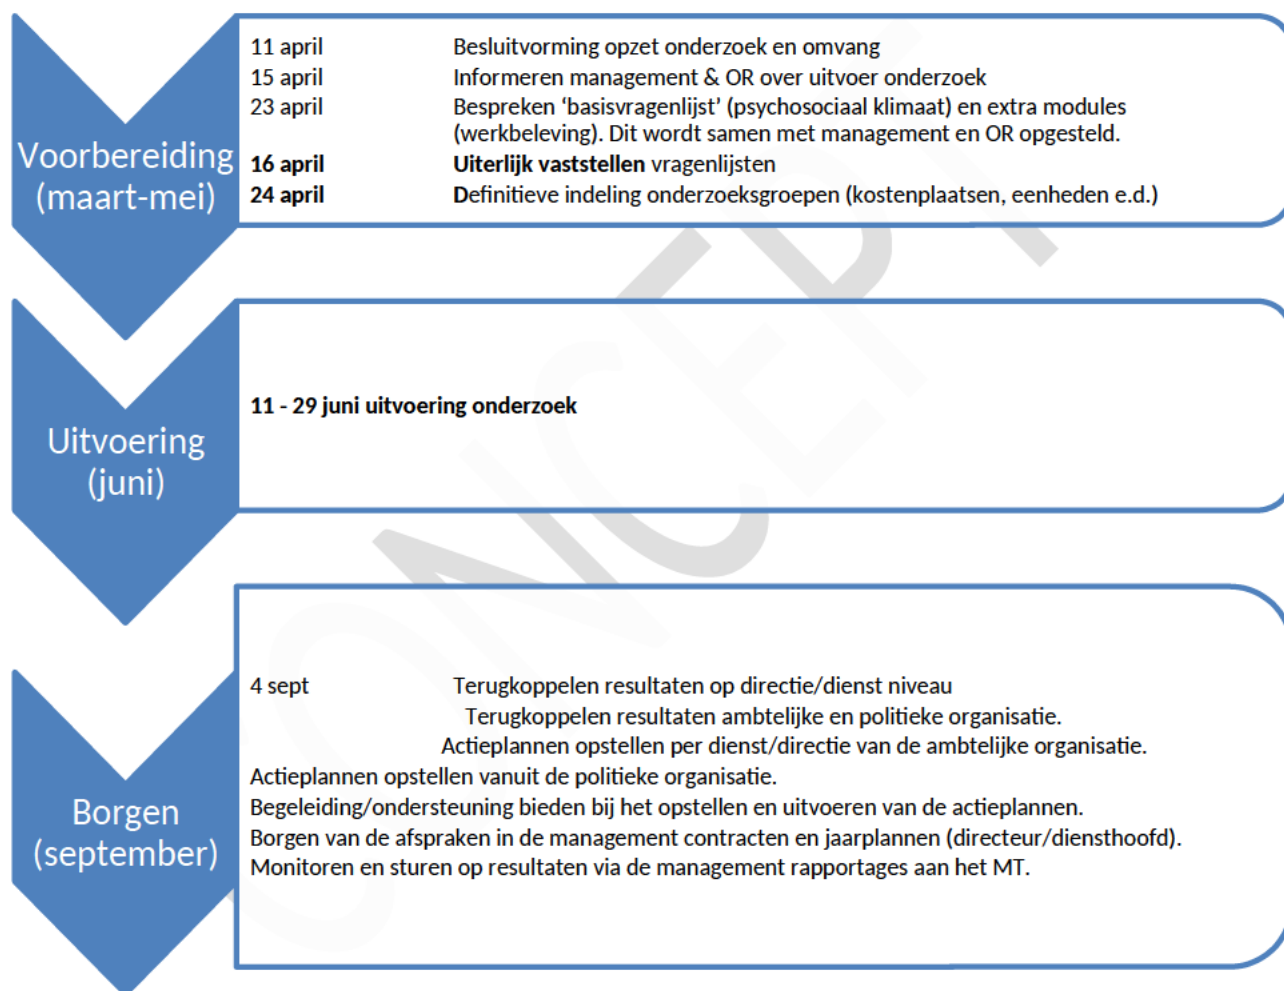 Voorbereiding
(maart-mei)
11 april Besluitvorming opzet onderzoek en omvang
15 april Informeren management & OR over uitvoer onderzoek
23 april Bespreken ‘basisvragenlijst’ (psychosociaal klimaat) en extra modules
(werkbeleving). Dit wordt samen met management en OR opgesteld.
16 april Uiterlijk vaststellen vragenlijsten
24 april Definitieve indeling onderzoeksgroepen (kostenplaatsen, eenheden e.d.)
Uitvoering
(juni)
11 - 29 juni uitvoering onderzoek
Borgen
(september)
4 sept Terugkoppelen resultaten op directie/dienst niveau
Terugkoppelen resultaten ambtelijke en politieke organisatie.
Actieplannen opstellen per dienst/directie van de ambtelijke organisatie.
Actieplannen opstellen vanuit de politieke organisatie.
Begeleiding/ondersteuning bieden bij het opstellen en uitvoeren van de actieplannen.
Borgen van de afspraken in de management contracten en jaarplannen (directeur/diensthoofd).
Monitoren en sturen op resultaten via de management rapportages aan het MT.
CONCEPT